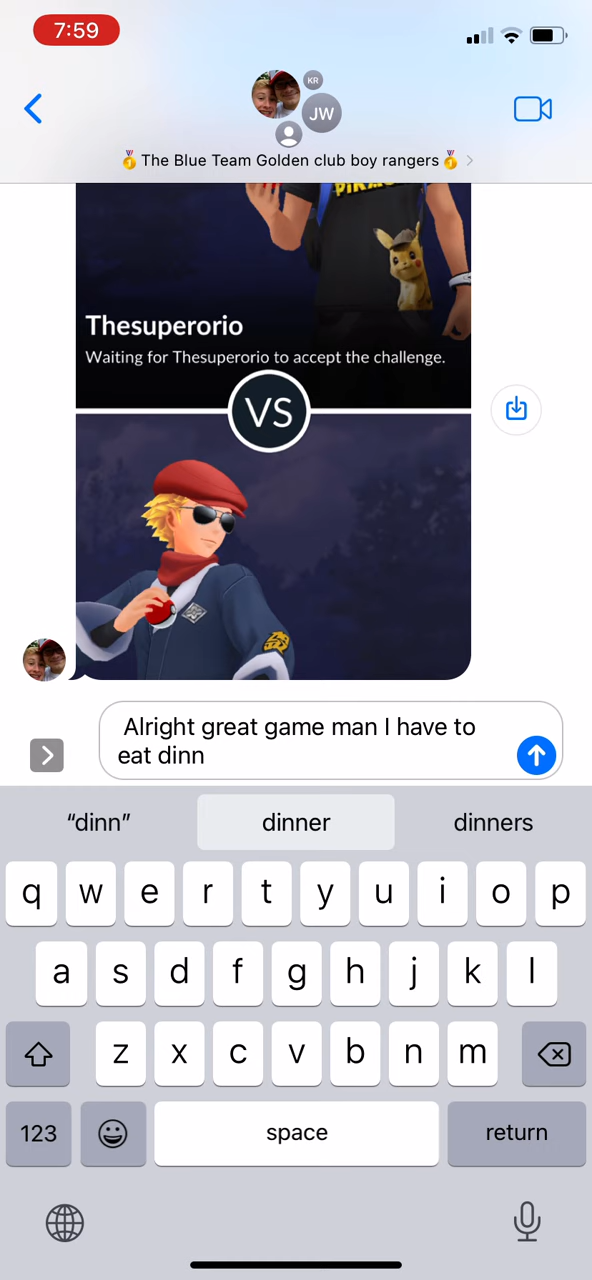 7:59
KR
JW
🥇The Blue Team Golden club boy rangers🥇
Thesuperorio
Waiting for Thesuperorio to accept the challenge.
VS
Alright great game man I have to
eat dinn
“dinn” dinner dinners
q w e r t y u i o p
a s d f g h j k l
z x c v b n m
123 space return